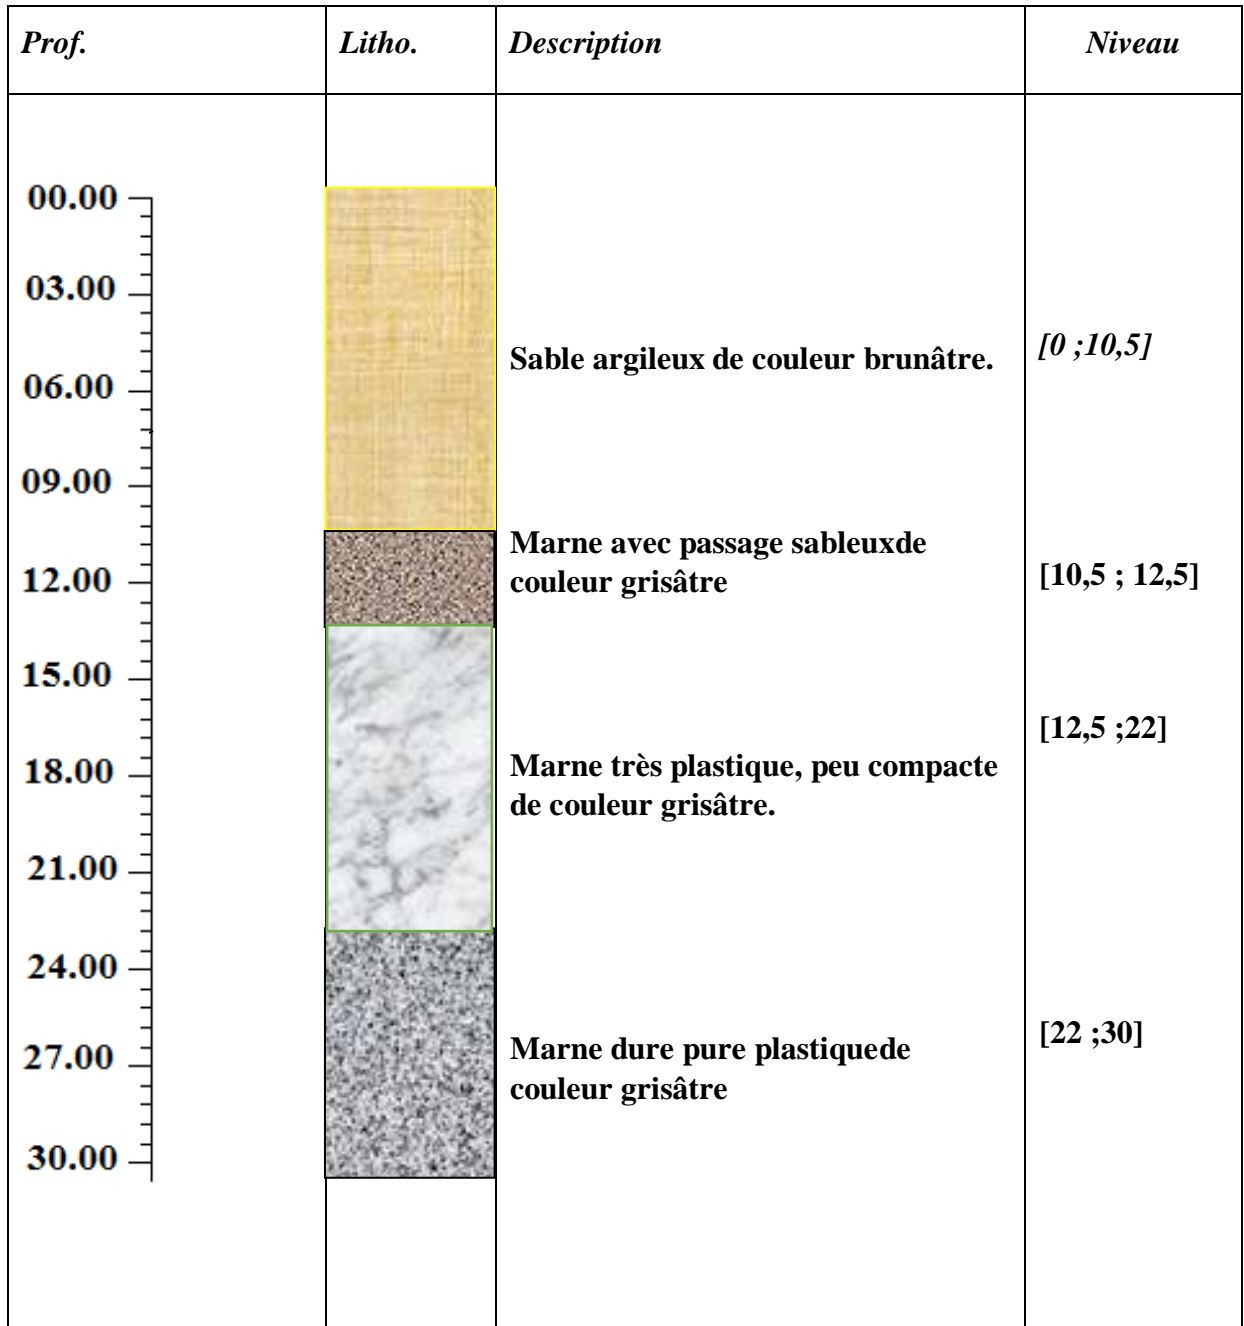 Prf. Litho. Description Niveau
00.00
03.00
06.00
09.00
12.00
15.00
18.00
21.00
24.00
27.00
30.00
Sable argileux de couleur brunâtre.
[0 ;10,5]
Marne avec passage sableuxde
couleur grisâtre
[10,5 ; 12,5]
Marne très plastique, peu compacte
de couleur grisâtre.
[12,5 ;22]
Marne dure pure plastiquede
couleur grisâtre
[22 ;30]